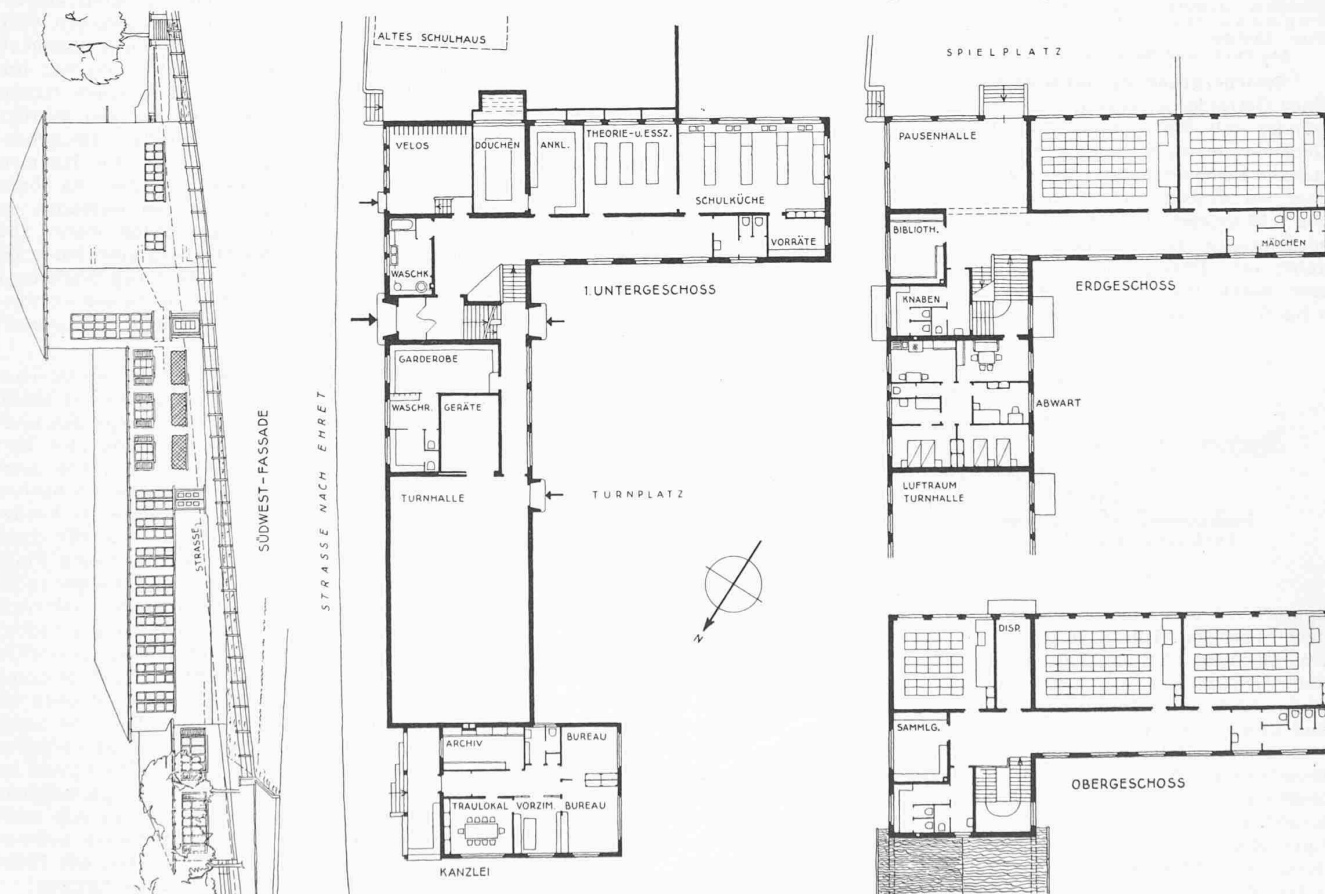 SÜDWEST-FASSADE
STRASSE
STRASSE NACH EHRET
ALTES SCHULHAUS
VELOS
DOUCHEN
ANKL.
THEORIE-u. ESSZ.
SCHULKÜCHE
VORRÄTE
WASCHK.
1. UNTERGESCHOSS
GARDEROBE
WASCHR.
GERÄTE
TURNHALLE
TURNPLATZ
N
ARCHIV
BUREAU
TRAULOKAL
VORZIM.
BUREAU
KANZLEI
SPIELPLATZ
PAUSENHALLE
BIBLIOTH.
MÄDCHEN
KNABEN
ERDGESCHOSS
ABWART
LUFTRAUM
TURNHALLE
DISP.
SAMMLG.
OBERGESCHOSS